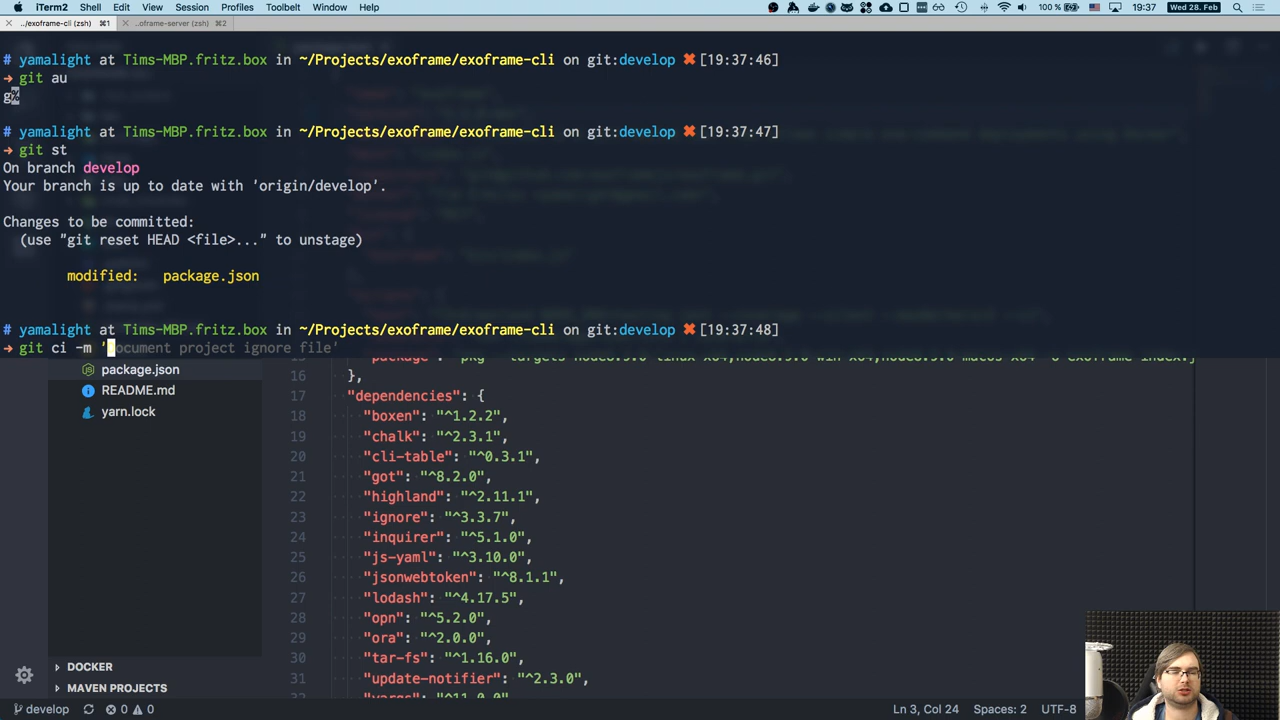 iTerm2 Shell Edit View Session Profiles Toolbelt Window Help 100 % 19:37 Wed 28. Feb
../exoframe-cli (zsh) ⌘1 ..oframe-server (zsh) ⌘2
# yamalight at Tims-MBP.fritz.box in ~/Projects/exoframe/exoframe-cli on git:develop ✖ [19:37:46]
→ git au
g%
# yamalight at Tims-MBP.fritz.box in ~/Projects/exoframe/exoframe-cli on git:develop ✖ [19:37:47]
→ git st
On branch develop
Your branch is up to date with 'origin/develop'.
Changes to be committed:
(use "git reset HEAD <file>..." to unstage)
modified: package.json
# yamalight at Tims-MBP.fritz.box in ~/Projects/exoframe/exoframe-cli on git:develop ✖ [19:37:48]
→ git ci -m 'document project ignore file'
package.json
README.md
yarn.lock
16 },
17 "dependencies": {
18 "boxen": "^1.2.2",
19 "chalk": "^2.3.1",
20 "cli-table": "^0.3.1",
21 "got": "^8.2.0",
22 "highland": "^2.11.1",
23 "ignore": "^3.3.7",
24 "inquirer": "^5.1.0",
25 "js-yaml": "^3.10.0",
26 "jsonwebtoken": "^8.1.1",
27 "lodash": "^4.17.5",
28 "opn": "^5.2.0",
29 "ora": "^2.0.0",
30 "tar-fs": "^1.16.0",
31 "update-notifier": "^2.3.0",
32 "yargs": "^11.0.0"
DOCKER
MAVEN PROJECTS
develop 0 0 Ln 3, Col 24 Spaces: 2 UTF-8